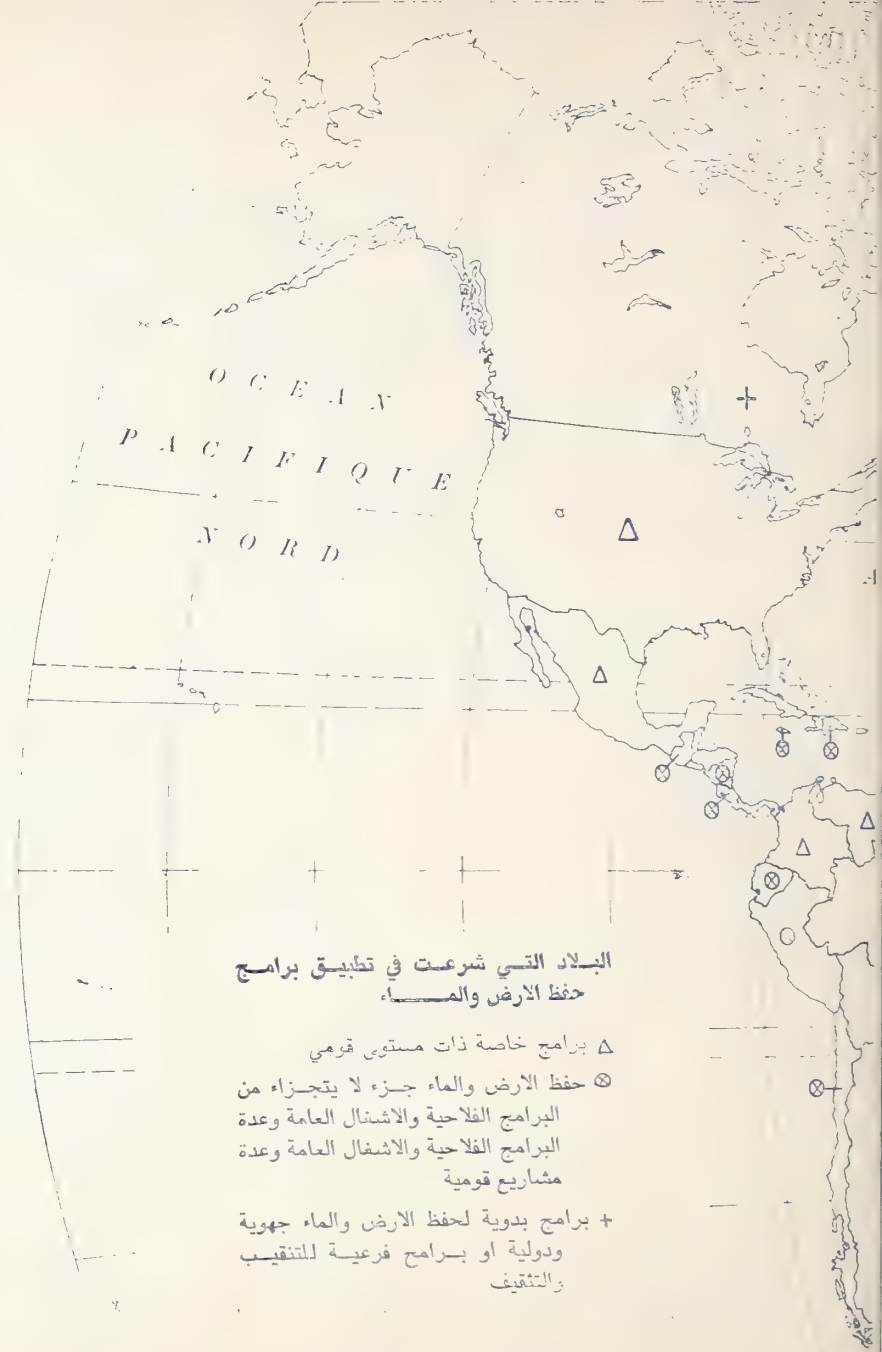 OCEAN
PACIFIQUE
NORD
البلاد التي شرعت في تطبيق برامج
حفظ الارض والماء
∆ برامج خاصة ذات مستوى قومي
⊗ حفظ الارض والماء جزء لا يتجزاء من
البرامج الفلاحية والاشنال العامة وعدة
البرامج الفلاحية والاشغال العامة وعدة
مشاريع قومية
+ برامج بدوية لحفظ الارض والماء جهوية
ودولية او برامج فرعية للتنقيب
والتثقيف